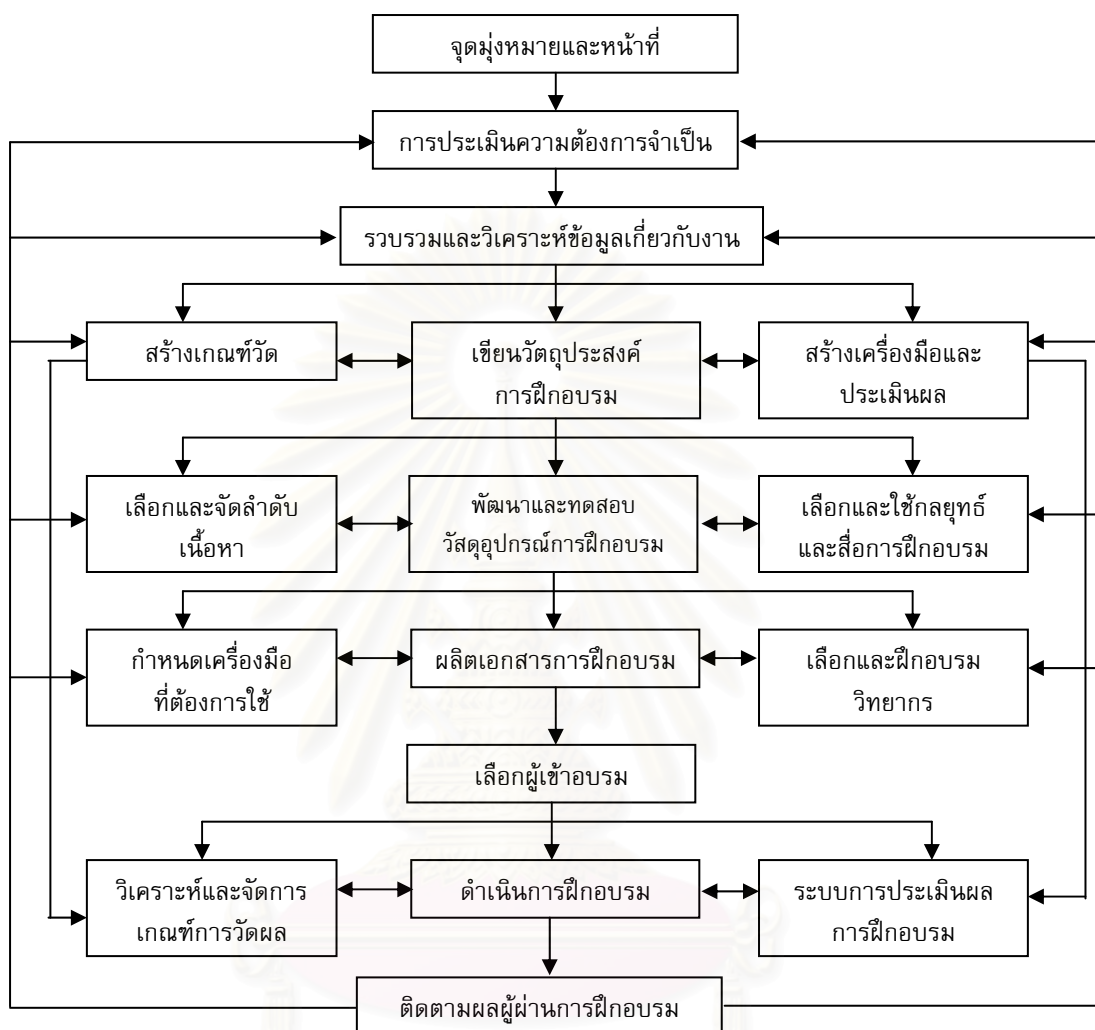 จุดมุ่งหมายและหน้าที่
การประเมินความต้องการจำเป็น
รวบรวมและวิเคราะห์ข้อมูลเกี่ยวกับงาน
สร้างเกณฑ์วัด
เขียนวัตถุประสงค์
การฝึกอบรม
สร้างเครื่องมือและ
ประเมินผล
เลือกและจัดลำดับ
เนื้อหา
พัฒนาและทดสอบ
วัสดุอุปกรณ์การฝึกอบรม
เลือกและใช้กลยุทธ์
และสื่อการฝึกอบรม
กำหนดเครื่องมือ
ที่ต้องการใช้
ผลิตเอกสารการฝึกอบรม
เลือกและฝึกอบรม
วิทยากร
เลือกผู้เข้าอบรม
วิเคราะห์และจัดการ
เกณฑ์การวัดผล
ดำเนินการฝึกอบรม
ระบบการประเมินผล
การฝึกอบรม
ติดตามผลผู้ผ่านการฝึกอบรม